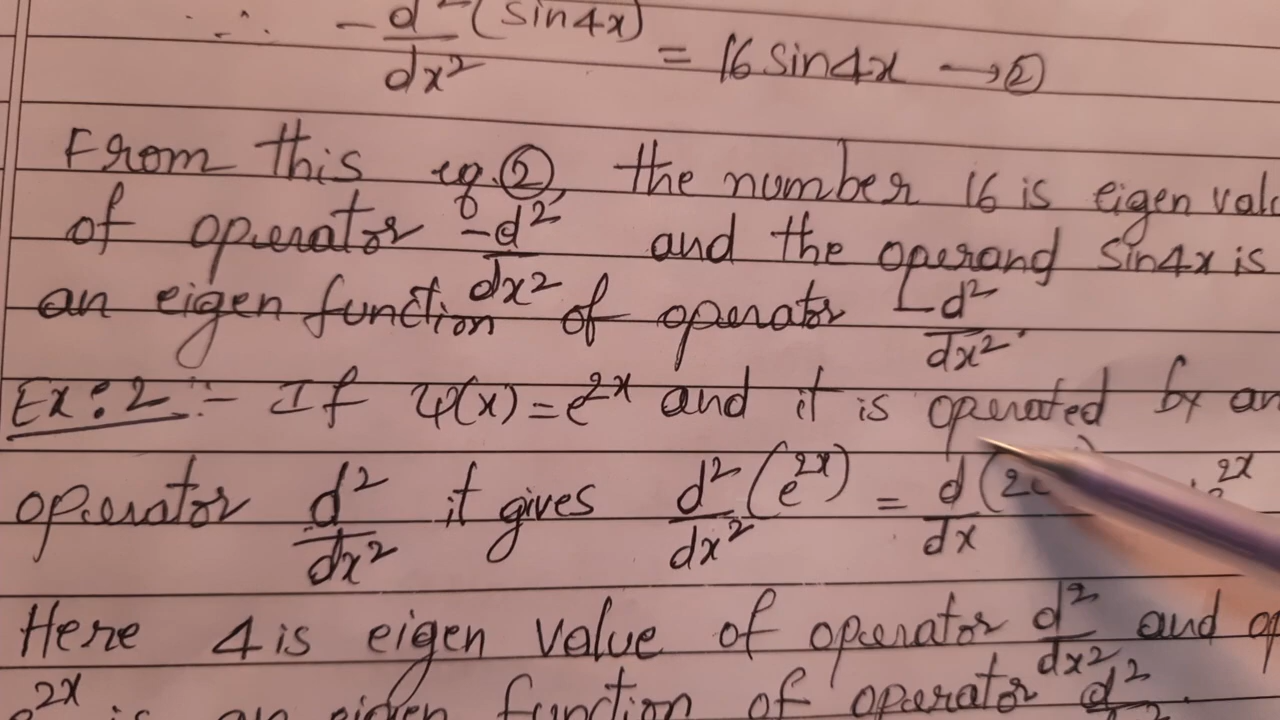 ∴ -d²/dx² (sin4x) = 16 sin4x → ②
From this eq. ②, the number 16 is eigen
of operator -d²/dx² and the operand sin4x is
an eigen function of operator -d²/dx².
Ex: 2 :- If ψ(x) = e^2x and it is operated by an
operator d²/dx² it gives d²/dx² (e^2x) = d/dx (2e^2x
Here 4 is eigen value of operator d²/dx² and
e^2x is an eigen function of operator d²